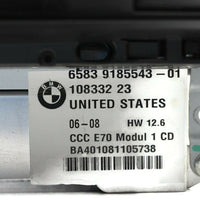 6583 9185543-01
108332 23
UNITED STATES
06-08 HW 12.6
CCC E70 Modul 1 CD
BA401081105738